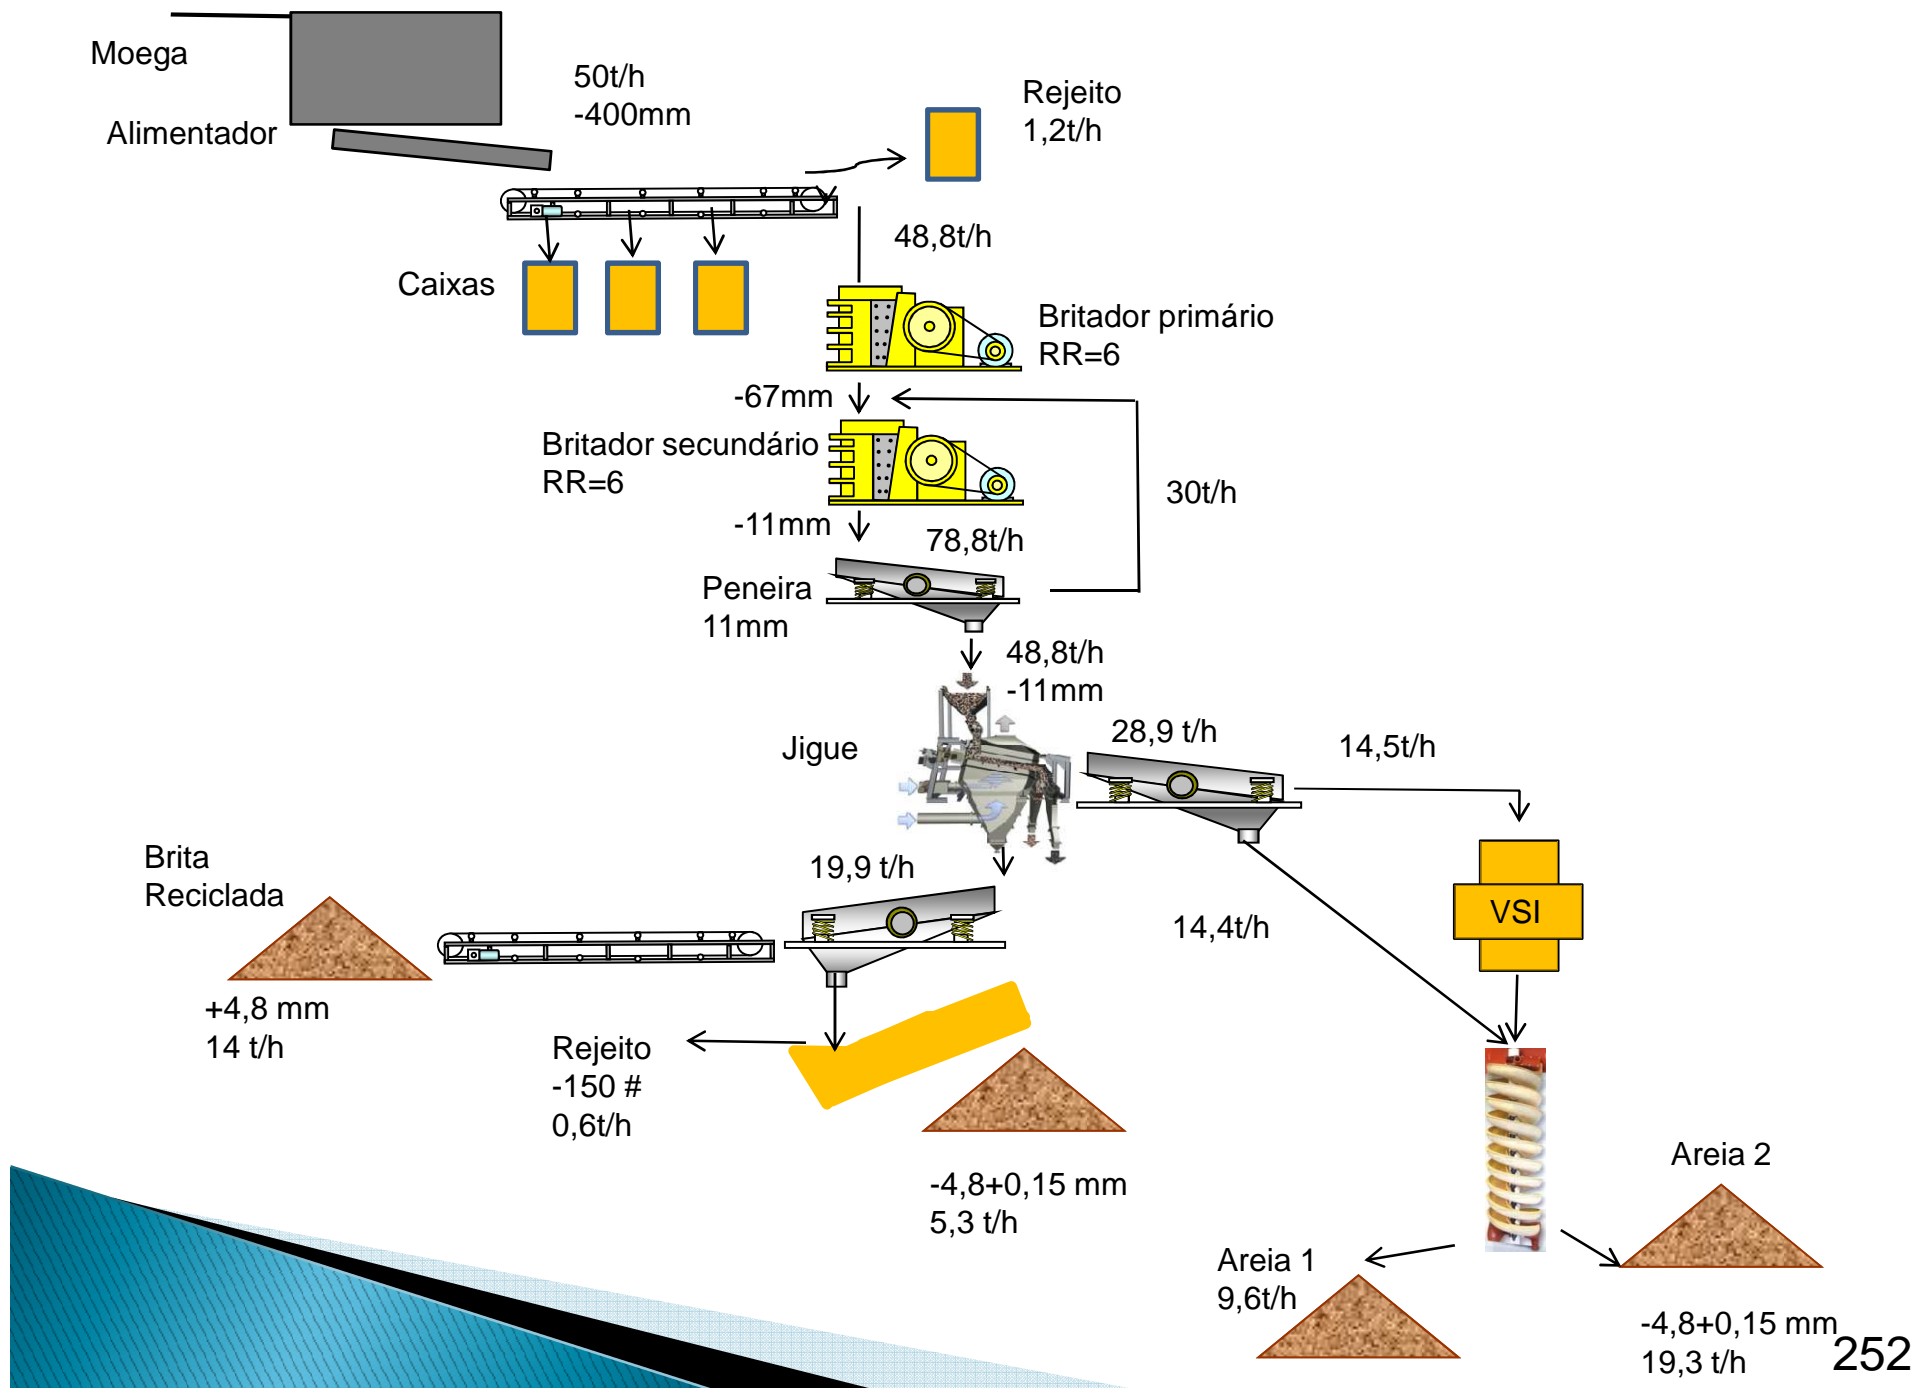 Moega
Alimentador
50t/h
-400mm
Rejeito
1,2t/h
48,8t/h
Caixas
Britador primário
RR=6
-67mm
Britador secundário
RR=6
30t/h
-11mm
78,8t/h
Peneira
11mm
48,8t/h
-11mm
Jigue
28,9 t/h
14,5t/h
Brita
Reciclada
19,9 t/h
14,4t/h
VSI
+4,8 mm
14 t/h
Rejeito
-150 #
0,6t/h
-4,8+0,15 mm
5,3 t/h
Areia 2
Areia 1
9,6t/h
-4,8+0,15 mm
19,3 t/h
252